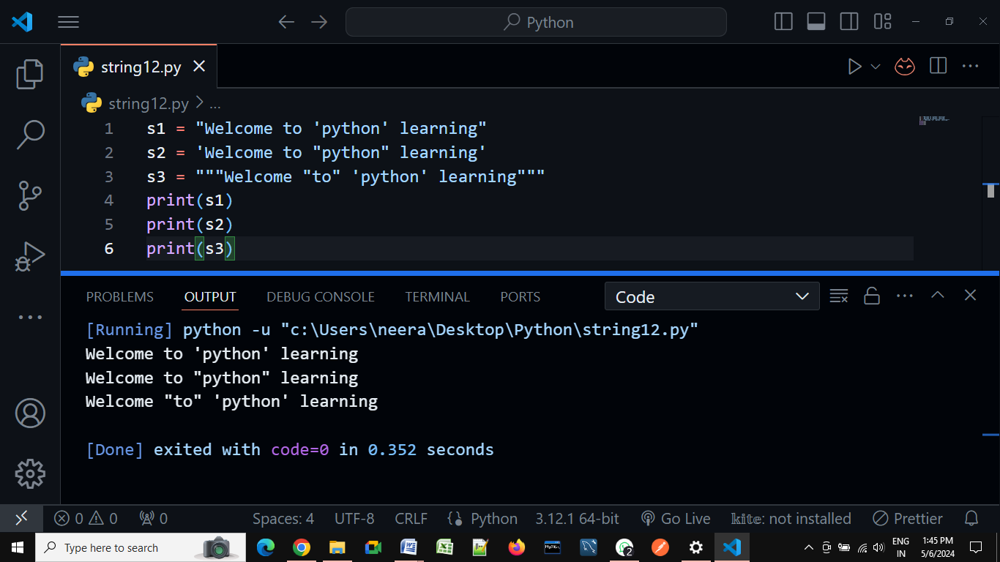 Python
string12.py
string12.py > ...
1 s1 = "Welcome to 'python' learning"
2 s2 = 'Welcome to "python" learning'
3 s3 = """Welcome "to" 'python' learning"""
4 print(s1)
5 print(s2)
6 print(s3)
PROBLEMS OUTPUT DEBUG CONSOLE TERMINAL PORTS Code
[Running] python -u "c:\Users\neera\Desktop\Python\string12.py"
Welcome to 'python' learning
Welcome to "python" learning
Welcome "to" 'python' learning
[Done] exited with code=0 in 0.352 seconds
0 0 0 Spaces: 4 UTF-8 CRLF Python 3.12.1 64-bit Go Live kite: not installed Prettier
Type here to search MySQL 2 ENG 1:45 PM
IN 5/6/2024